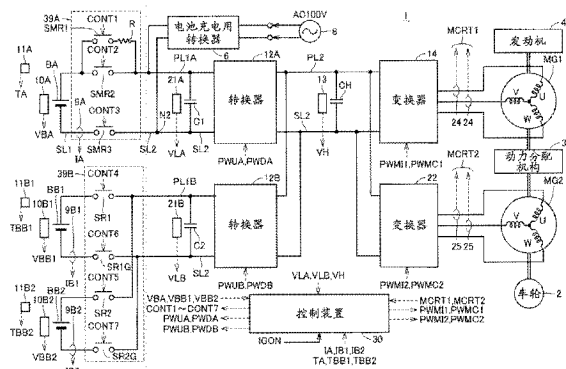 39A
CONT1
SMR1
CONT2
R
电池充电用
转换器
6
AC100V
8
1
11A
TA
10A
VBA
BA
SL1
9A
IA
CONT3
SMR2
SMR3
N2
SL2
PL1A
21A
C1
VLA
SL2
12A
转换器
PWUA,PWDA
PL2
13
CH
SL2
VH
14
变换器
PWMI1,PWMC1
MCRT1
24 24
4
发动机
MG1
U
V
W
3
动力分配
机构
39B
11B1
TBB1
10B1
VBB1
BB1
9B1
IB1
CONT4
SR1
CONT6
SR1G
CONT5
SR2
CONT7
SR2G
11B2
TBB2
10B2
VBB2
BB2
9B2
PL1B
21B
C2
VLB
SL2
12B
转换器
PWUB,PWDB
22
变换器
PWMI2,PWMC2
MCRT2
25 25
MG2
U
V
W
车轮
2
VLA,VLB,VH
VBA,VBB1,VBB2
CONT1~CONT7
PWUA,PWDA
PWUB,PWDB
控制装置
30
MCRT1,MCRT2
PWMI1,PWMC1
PWMI2,PWMC2
IGON
IA,IB1,IB2
TA,TBB1,TBB2